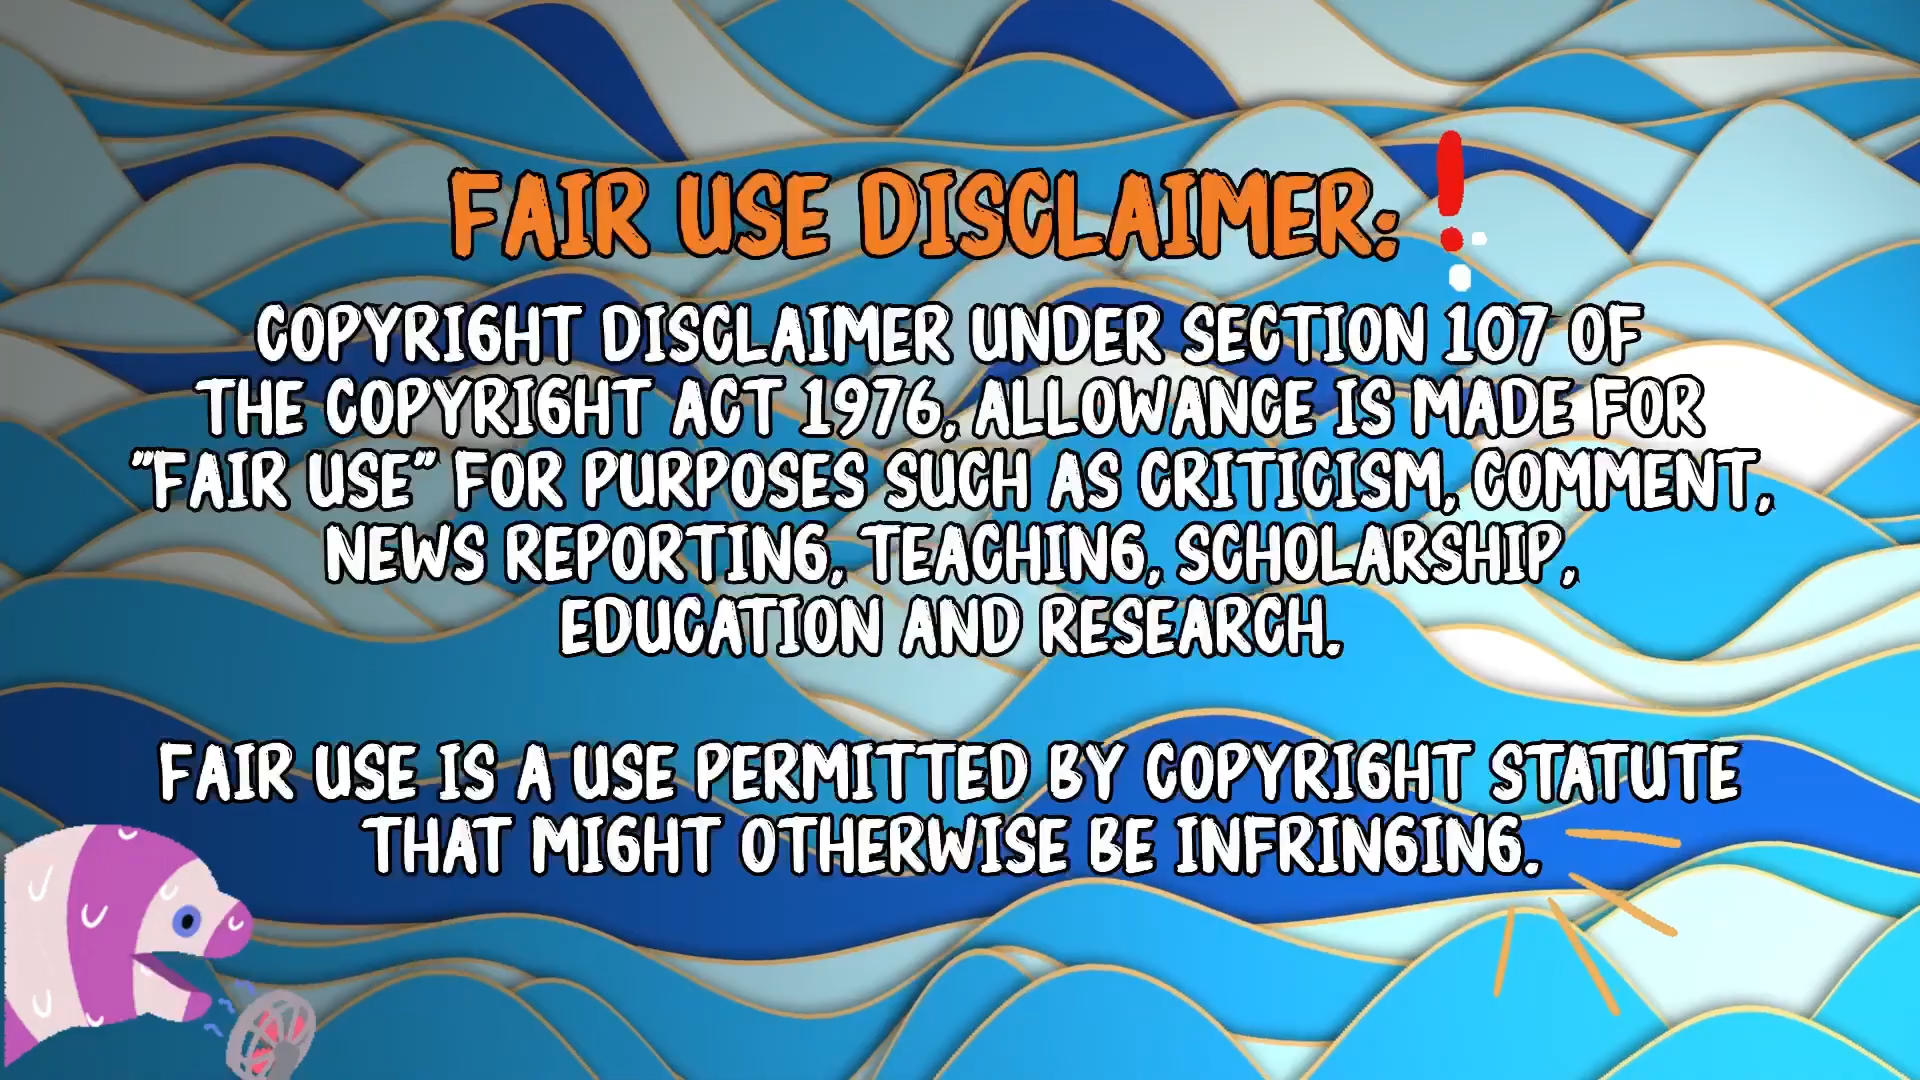 FAIR USE DISCLAIMER:
COPYRIGHT DISCLAIMER UNDER SECTION 107 OF
THE COPYRIGHT ACT 1976, ALLOWANCE IS MADE FOR
"FAIR USE" FOR PURPOSES SUCH AS CRITICISM, COMMENT,
NEWS REPORTING, TEACHING, SCHOLARSHIP,
EDUCATION AND RESEARCH.
FAIR USE IS A USE PERMITTED BY COPYRIGHT STATUTE
THAT MIGHT OTHERWISE BE INFRINGING.